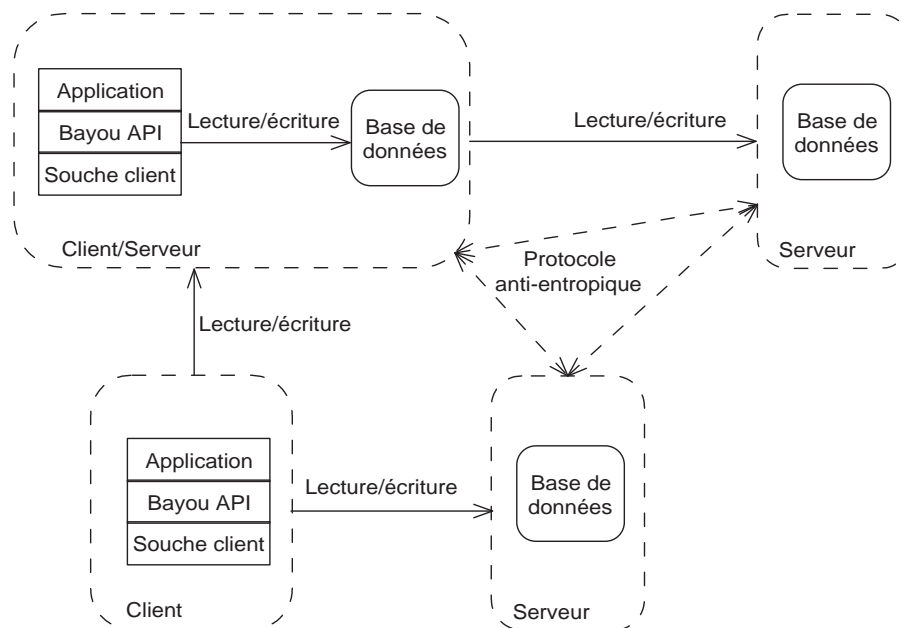 Application
Bayou API
Souche client
Lecture/écriture
Base de
données
Lecture/écriture
Base de
données
Client/Serveur
Serveur
Protocole
anti-entropique
Lecture/écriture
Application
Bayou API
Souche client
Lecture/écriture
Base de
données
Client
Serveur